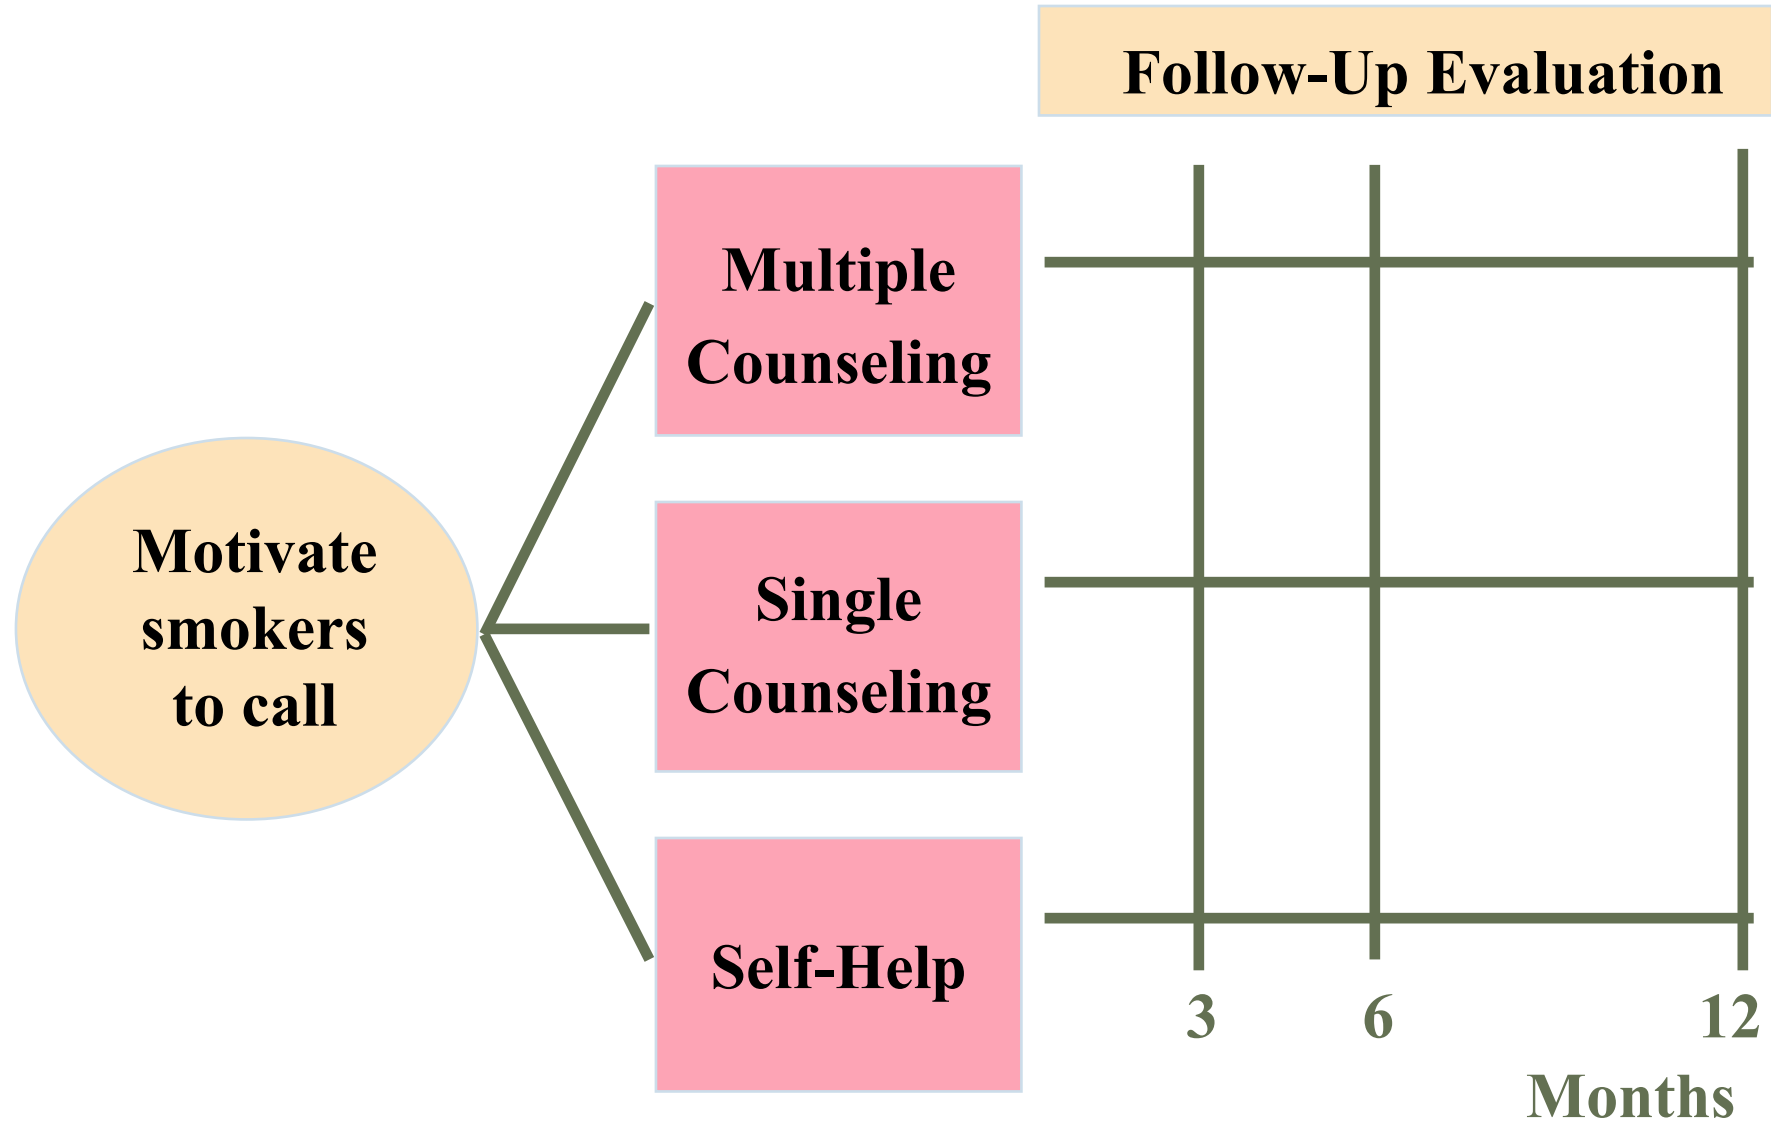 Follow-Up Evaluation
Multiple
Counseling
Motivate
smokers
to call
Single
Counseling
Self-Help
3 6 12
Months